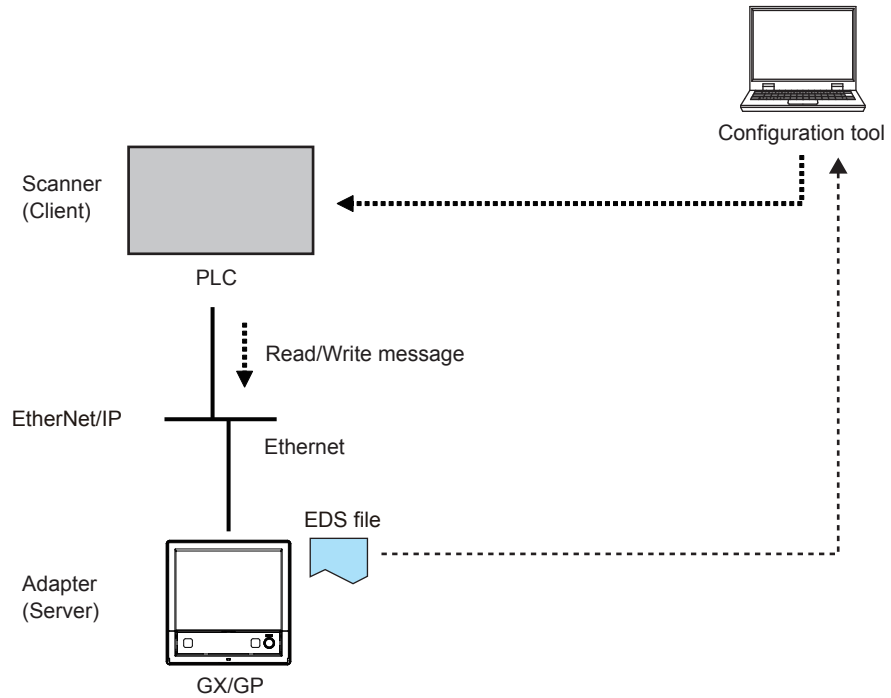 Configuration tool
Scanner
(Client)
PLC
Read/Write message
EtherNet/IP
Ethernet
EDS file
Adapter
(Server)
GX/GP